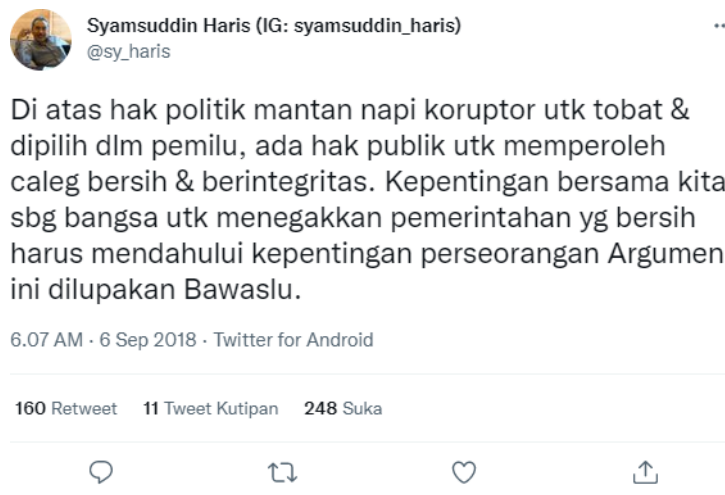 Syamsuddin Haris (IG: syamsuddin_haris)
@sy_haris
Di atas hak politik mantan napi koruptor utk tobat &
dipilih dlm pemilu, ada hak publik utk memperoleh
caleg bersih & berintegritas. Kepentingan bersama kita
sbg bangsa utk menegakkan pemerintahan yg bersih
harus mendahului kepentingan perseorangan Argumen
ini dilupakan Bawaslu.
6.07 AM · 6 Sep 2018 · Twitter for Android
160 Retweet 11 Tweet Kutipan 248 Suka